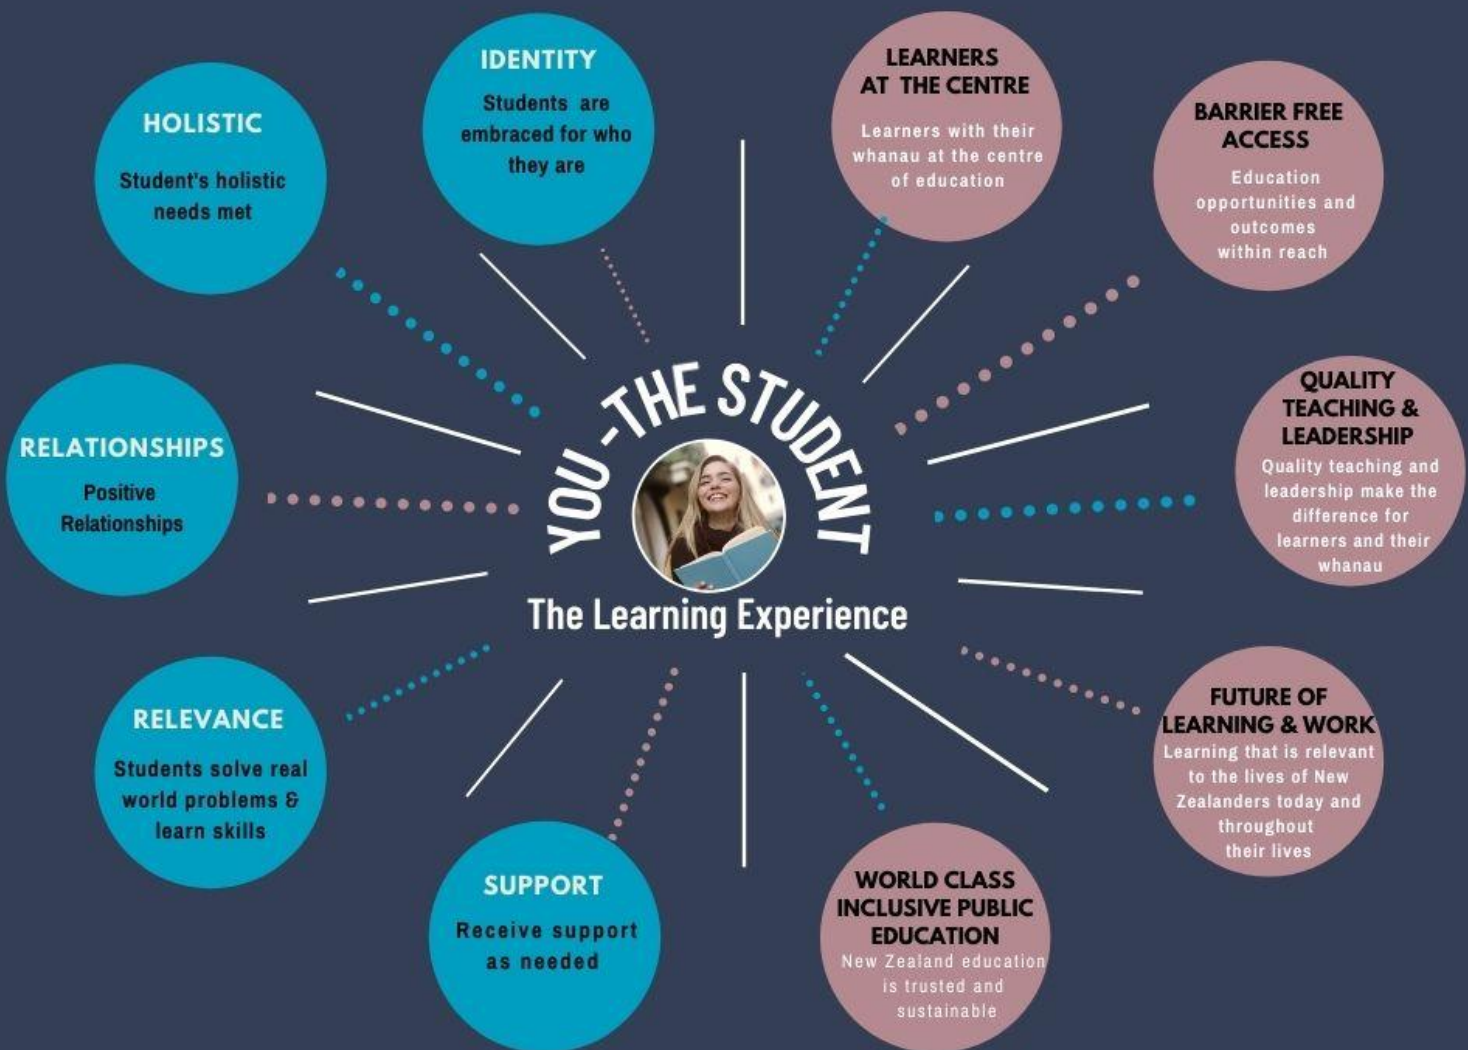 IDENTITY
Students are
embraced for who
they are
LEARNERS
AT THE CENTRE
Learners with their
whanau at the centre
of education
HOLISTIC
Student's holistic
needs met
BARRIER FREE
ACCESS
Education
opportunities and
outcomes
within reach
RELATIONSHIPS
Positive
Relationships
YOU -THE STUDENT
The Learning Experience
QUALITY
TEACHING &
LEADERSHIP
Quality teaching and
leadership make the
difference for
learners and their
whanau
RELEVANCE
Students solve real
world problems &
learn skills
FUTURE OF
LEARNING & WORK
Learning that is relevant
to the lives of New
Zealanders today and
throughout
their lives
SUPPORT
Receive support
as needed
WORLD CLASS
INCLUSIVE PUBLIC
EDUCATION
New Zealand education
is trusted and
sustainable